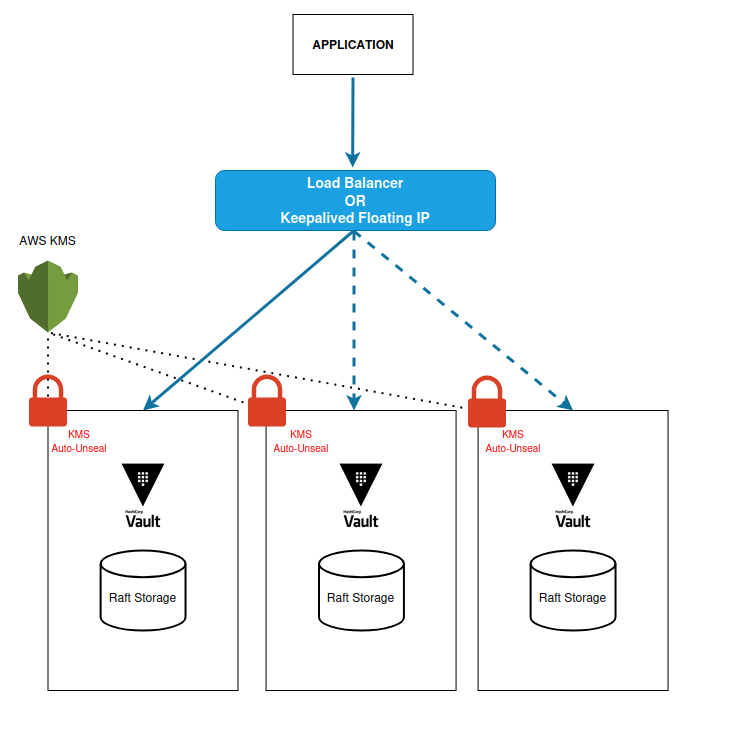 APPLICATION
Load Balancer
OR
Keepalived Floating IP
AWS KMS
KMS
Auto-Unseal
KMS
Auto-Unseal
KMS
Auto-Unseal
HashiCorp
Vault
HashiCorp
Vault
HashiCorp
Vault
Raft Storage
Raft Storage
Raft Storage